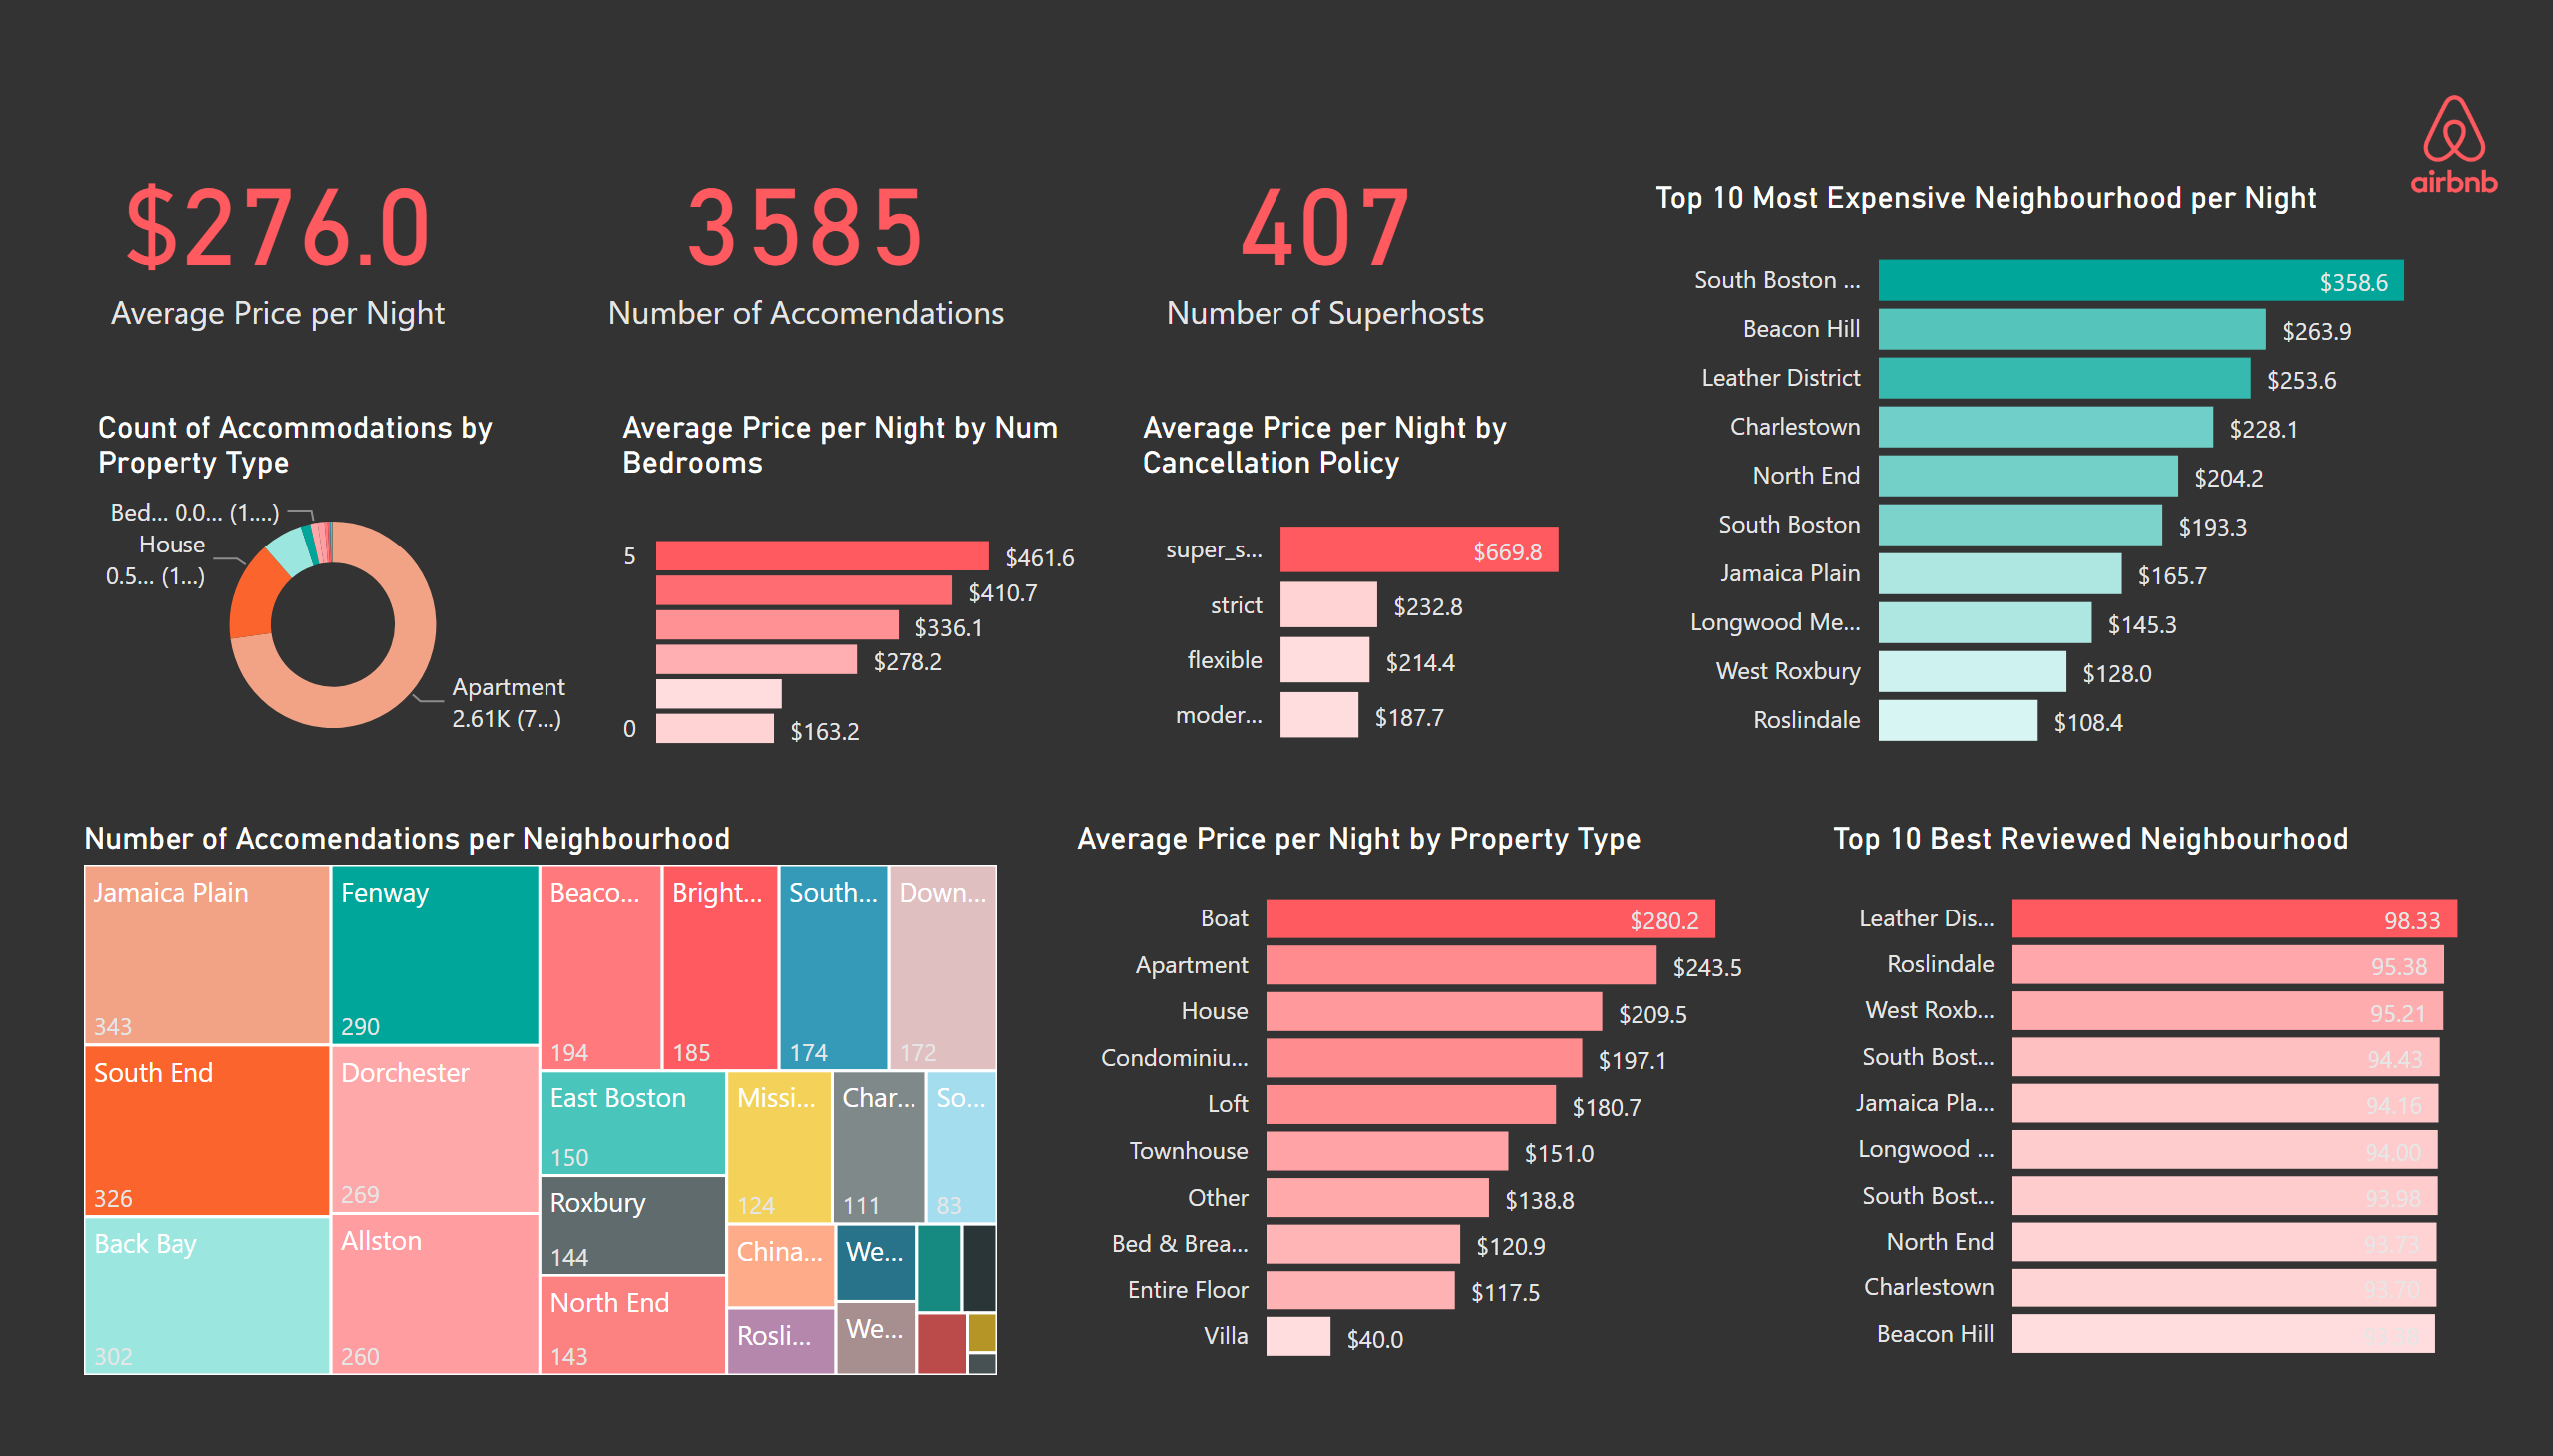 airbnb
$276.0
Average Price per Night
3585
Number of Accomendations
407
Number of Superhosts
Top 10 Most Expensive Neighbourhood per Night
South Boston ... $358.6
Beacon Hill $263.9
Leather District $253.6
Charlestown $228.1
North End $204.2
South Boston $193.3
Jamaica Plain $165.7
Longwood Me... $145.3
West Roxbury $128.0
Roslindale $108.4
Count of Accommodations by
Property Type
Bed... 0.0... (1....)
House
0.5... (1...)
Apartment
2.61K (7...)
Average Price per Night by Num
Bedrooms
5 $461.6
$410.7
$336.1
$278.2
0 $163.2
Average Price per Night by
Cancellation Policy
super_s... $669.8
strict $232.8
flexible $214.4
moder... $187.7
Number of Accomendations per Neighbourhood
Jamaica Plain
343
South End
326
Back Bay
302
Fenway
290
Dorchester
269
Allston
260
Beaco...
194
Bright...
185
South...
174
Down...
172
East Boston
150
Roxbury
144
North End
143
Missi...
124
Char...
111
So...
83
China...
Rosli...
We...
We...
Average Price per Night by Property Type
Boat $280.2
Apartment $243.5
House $209.5
Condominiu... $197.1
Loft $180.7
Townhouse $151.0
Other $138.8
Bed & Brea... $120.9
Entire Floor $117.5
Villa $40.0
Top 10 Best Reviewed Neighbourhood
Leather Dis... 98.33
Roslindale 95.38
West Roxb... 95.21
South Bost... 94.43
Jamaica Pla... 94.16
Longwood ... 94.00
South Bost... 93.98
North End 93.73
Charlestown 93.70
Beacon Hill